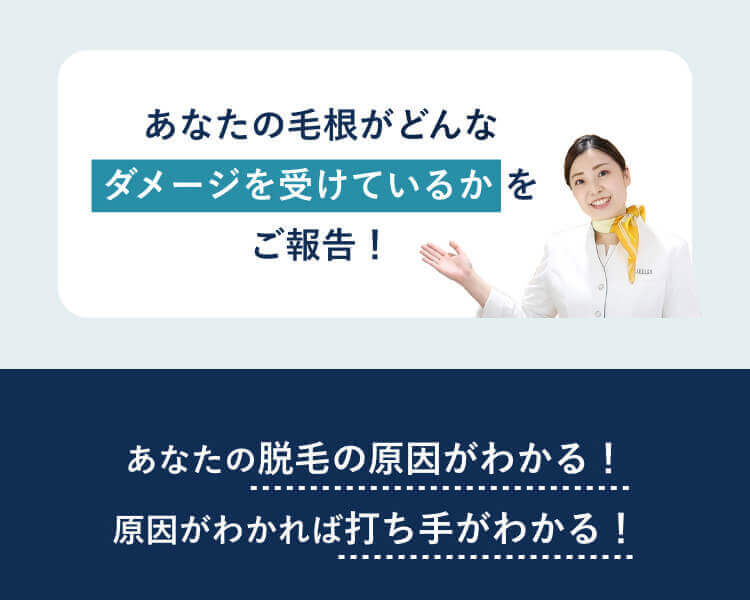 あなたの毛根がどんな
ダメージを受けているかを
ご報告！
あなたの脱毛の原因がわかる！
原因がわかれば打ち手がわかる！